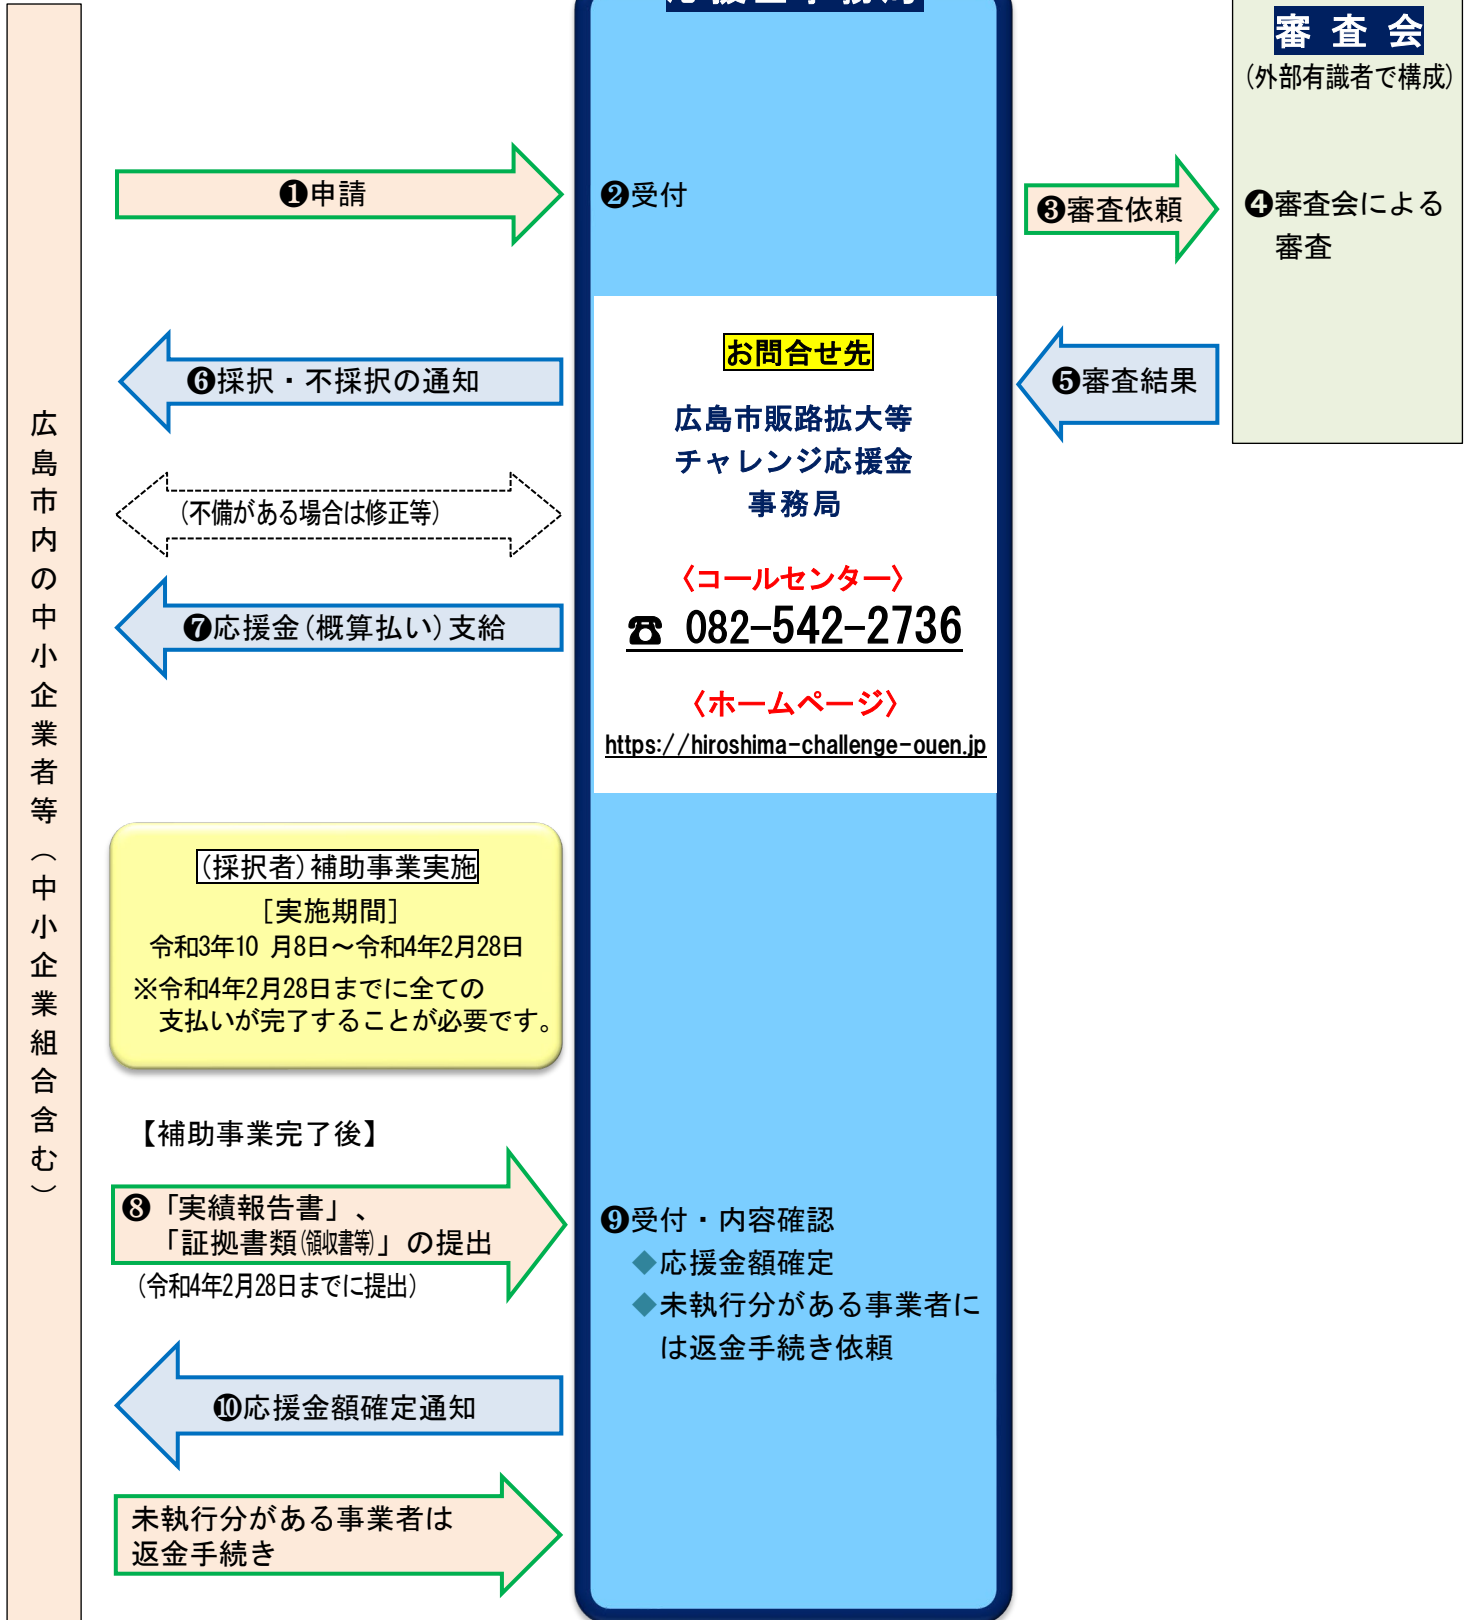 審査会
(外部有識者で構成)
❶申請
❷受付
❸審査依頼
❹審査会による
審査
❺審査結果
❻採択・不採択の通知
(不備がある場合は修正等)
❼応援金(概算払い)支給
お問合せ先
広島市販路拡大等
チャレンジ応援金
事務局
〈コールセンター〉
☎ 082-542-2736
〈ホームページ〉
https://hiroshima-challenge-ouen.jp
広島市内の中小企業者等(中小企業組合含む)
(採択者)補助事業実施
[実施期間]
令和3年10 月8日～令和4年2月28日
※令和4年2月28日までに全ての
支払いが完了することが必要です。
【補助事業完了後】
❽「実績報告書」、
「証拠書類(領収書等)」の提出
(令和4年2月28日までに提出)
❾受付・内容確認
◆応援金額確定
◆未執行分がある事業者に
は返金手続き依頼
❿応援金額確定通知
未執行分がある事業者は
返金手続き